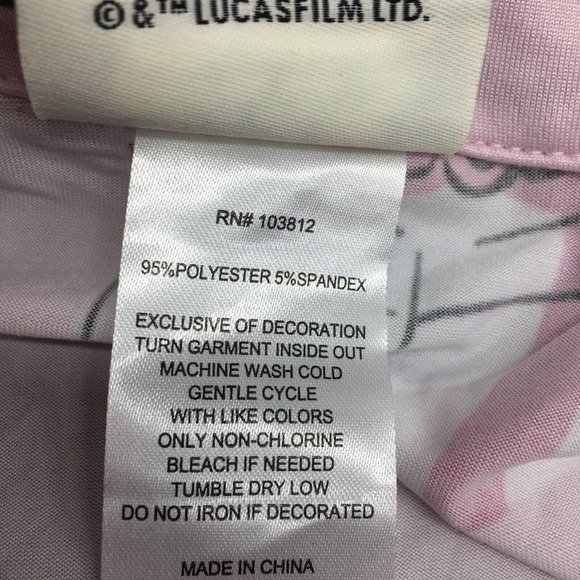 © &™ LUCASFILM LTD.
RN# 103812
95%POLYESTER 5%SPANDEX
EXCLUSIVE OF DECORATION
TURN GARMENT INSIDE OUT
MACHINE WASH COLD
GENTLE CYCLE
WITH LIKE COLORS
ONLY NON-CHLORINE
BLEACH IF NEEDED
TUMBLE DRY LOW
DO NOT IRON IF DECORATED
MADE IN CHINA